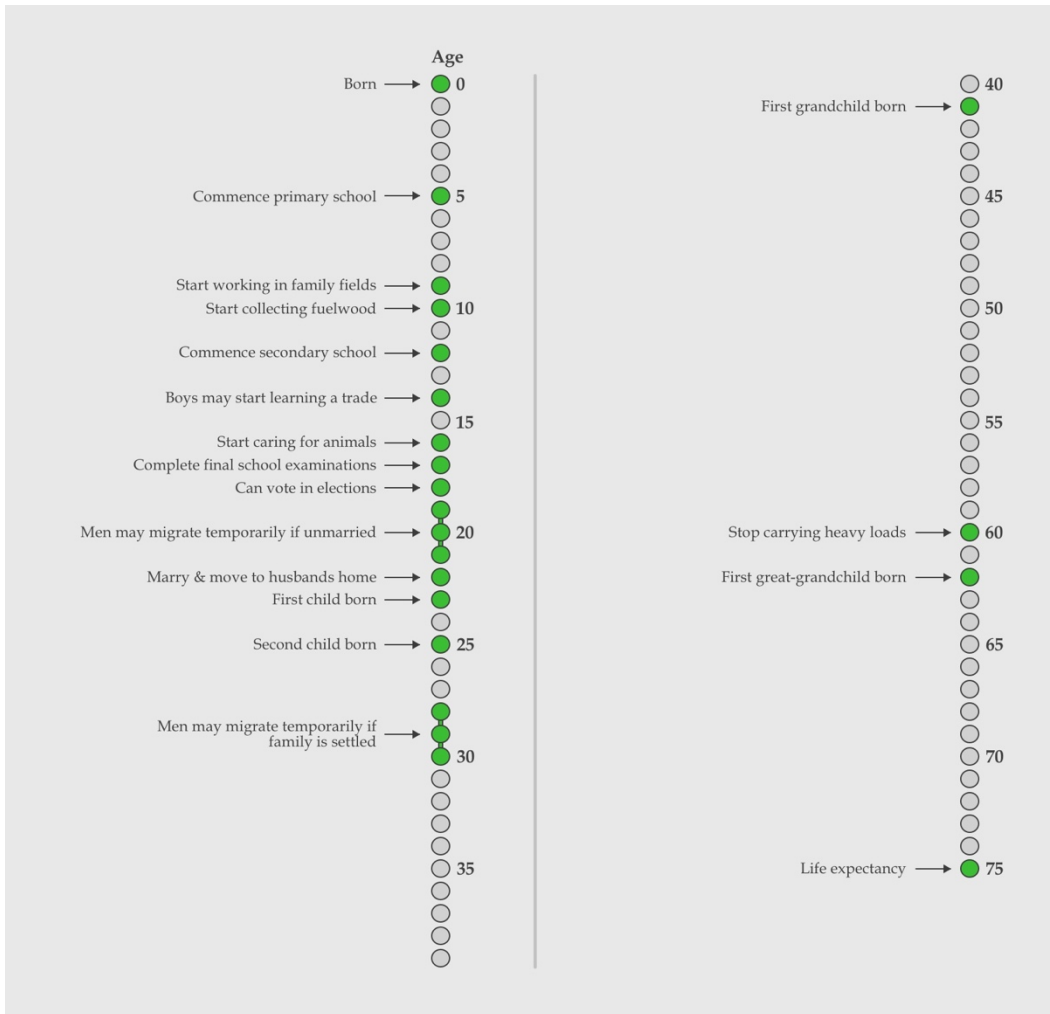 Age
Born
0
Commence primary school
5
Start working in family fields
Start collecting fuelwood
10
Commence secondary school
Boys may start learning a trade
15
Start caring for animals
Complete final school examinations
Can vote in elections
Men may migrate temporarily if unmarried
20
Marry & move to husbands home
First child born
Second child born
25
Men may migrate temporarily if
family is settled
30
35
40
First grandchild born
45
50
55
Stop carrying heavy loads
60
First great-grandchild born
65
70
Life expectancy
75